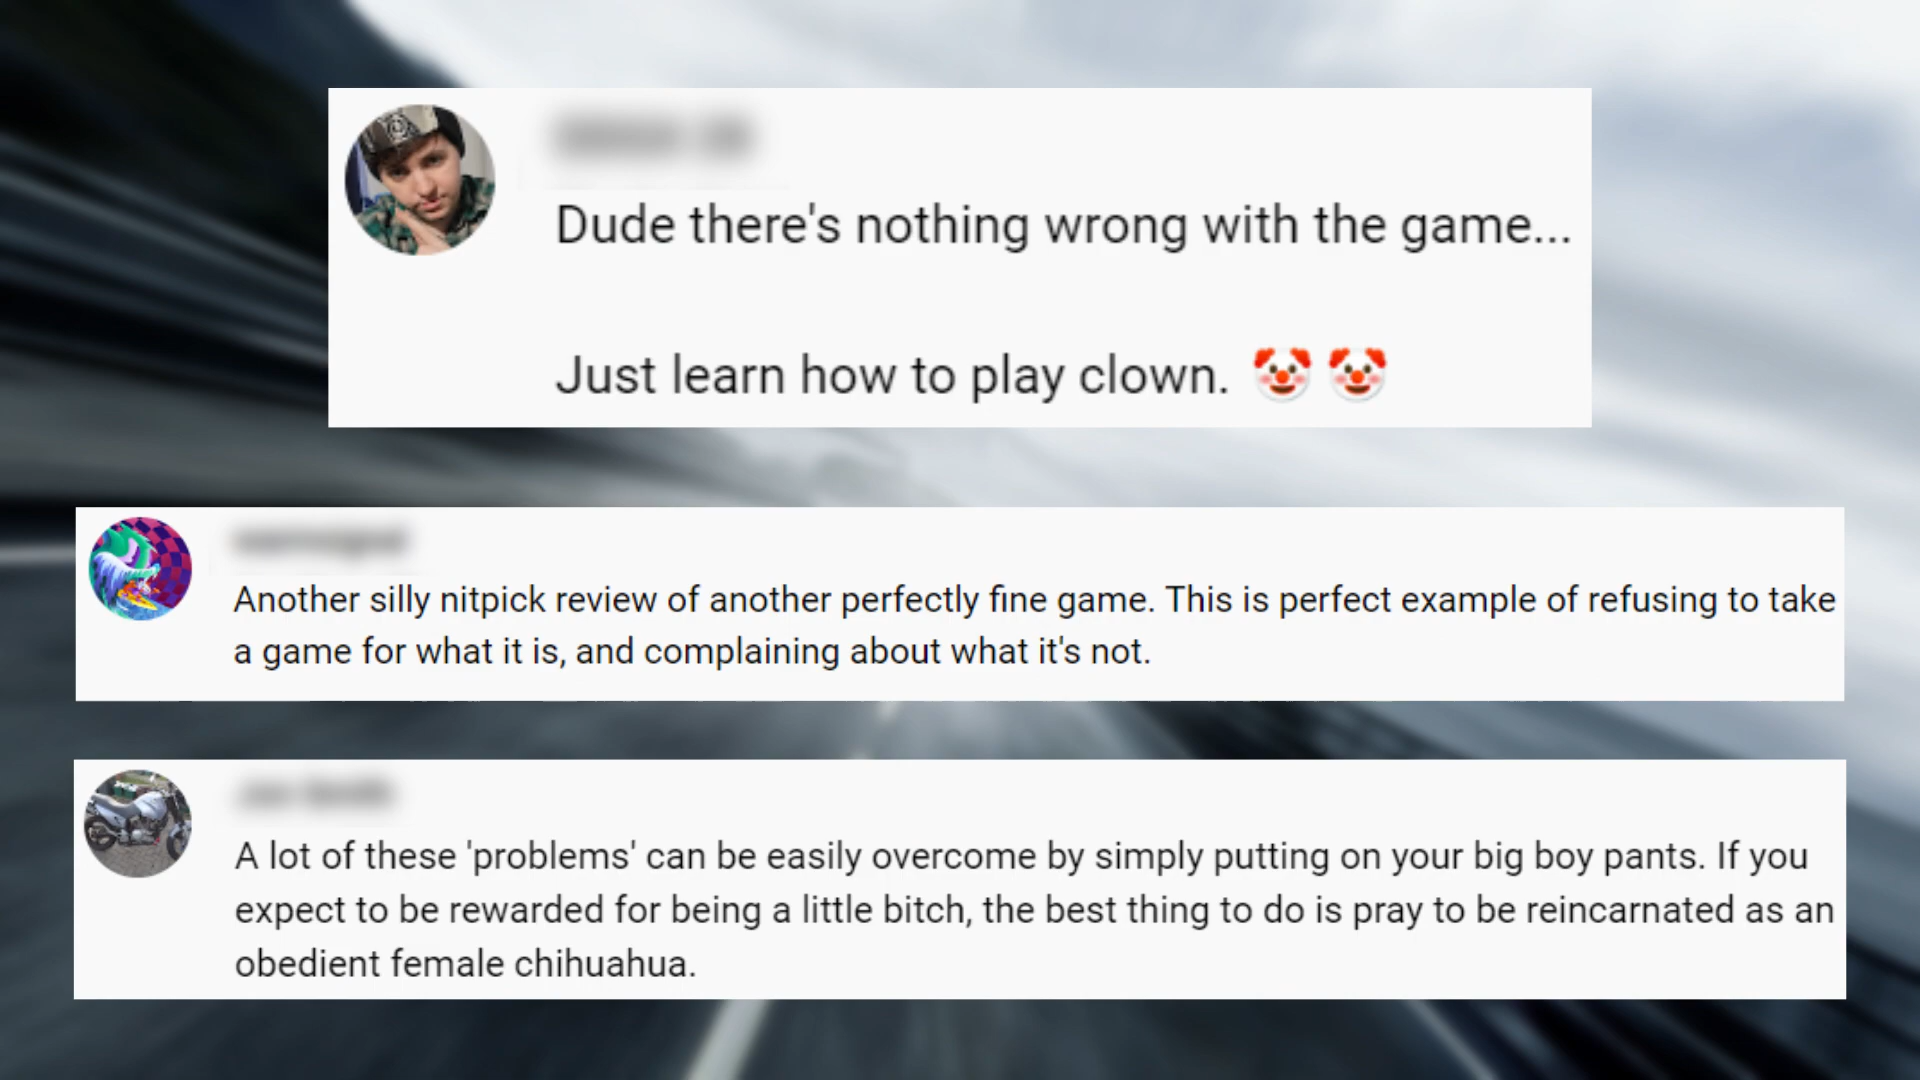 Dude there's nothing wrong with the game...
Just learn how to play clown. 🤡 🤡
Another silly nitpick review of another perfectly fine game. This is perfect example of refusing to take
a game for what it is, and complaining about what it's not.
A lot of these 'problems' can be easily overcome by simply putting on your big boy pants. If you
expect to be rewarded for being a little bitch, the best thing to do is pray to be reincarnated as an
obedient female chihuahua.